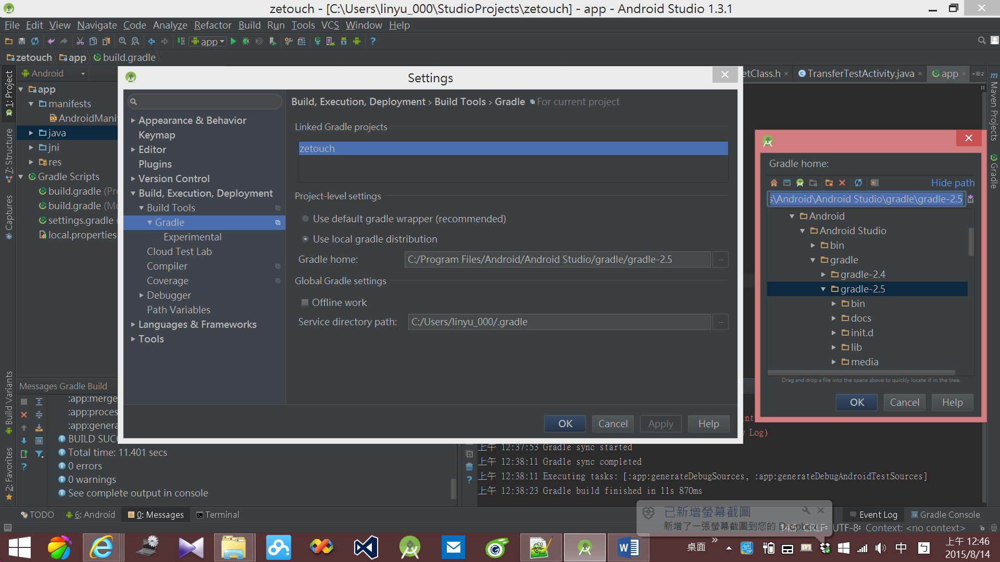 zetouch - [C:\Users\linyu_000\StudioProjects\zetouch] - app - Android Studio 1.3.1
File Edit View Navigate Code Analyze Refactor Build Run Tools VCS Window Help
app
zetouch app build.gradle
Android
etClass.h TransferTestActivity.java app
1: Project
7: Structure
Captures
Build Variants
2: Favorites
Maven Projects
Gradle
app
manifests
AndroidMani
java
jni
res
Gradle Scripts
build.gradle (Pr
build.gradle (Mo
settings.gradle (
local.properties
Settings
Appearance & Behavior
Keymap
Editor
Plugins
Version Control
Build, Execution, Deployment
Build Tools
Gradle
Experimental
Cloud Test Lab
Compiler
Coverage
Debugger
Path Variables
Languages & Frameworks
Tools
Build, Execution, Deployment › Build Tools › Gradle For current project
Linked Gradle projects
zetouch
Project-level settings
Use default gradle wrapper (recommended)
Use local gradle distribution
Gradle home: C:/Program Files/Android/Android Studio/gradle/gradle-2.5 ...
Global Gradle settings
Offline work
Service directory path: C:/Users/linyu_000/.gradle ...
OK Cancel Apply Help
Gradle home:
Hide path
s\Android\Android Studio\gradle\gradle-2.5
Android
Android Studio
bin
gradle
gradle-2.4
gradle-2.5
bin
docs
init.d
lib
media
Drag and drop a file into the space above to quickly locate it in the tree.
OK Cancel Help
Messages Gradle Build
:app:merge
:app:proces
:app:genera
BUILD SUC
Total time: 11.401 secs
0 errors
0 warnings
See complete output in console
Log)
上午 12:37:53 Gradle sync started
上午 12:38:11 Gradle sync completed
上午 12:38:11 Executing tasks: [:app:generateDebugSources, :app:generateDebugAndroidTestSources]
上午 12:38:23 Gradle build finished in 11s 870ms
TODO 6: Android 0: Messages Terminal Event Log Gradle Console
已新增螢幕截圖
新增了一張螢幕截圖到您的 Dropbox
14:5 CRLF UTF-8 Context: <no context>
桌面 中 ㄅ
上午 12:46
2015/8/14